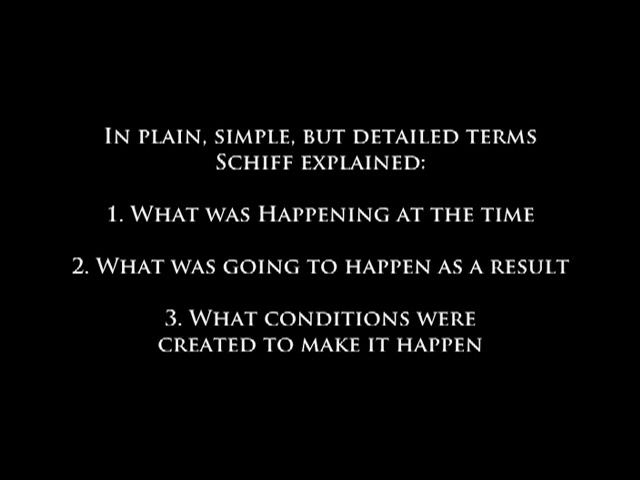 In plain, simple, but detailed terms
Schiff explained:
1. What was Happening at the time
2. What was going to happen as a result
3. What conditions were
created to make it happen